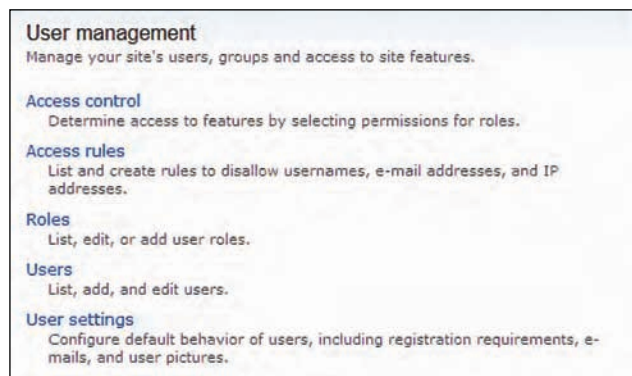 User management
Manage your site's users, groups and access to site features.
Access control
Determine access to features by selecting permissions for roles.
Access rules
List and create rules to disallow usernames, e-mail addresses, and IP
addresses.
Roles
List, edit, or add user roles.
Users
List, add, and edit users.
User settings
Configure default behavior of users, including registration requirements, e-
mails, and user pictures.